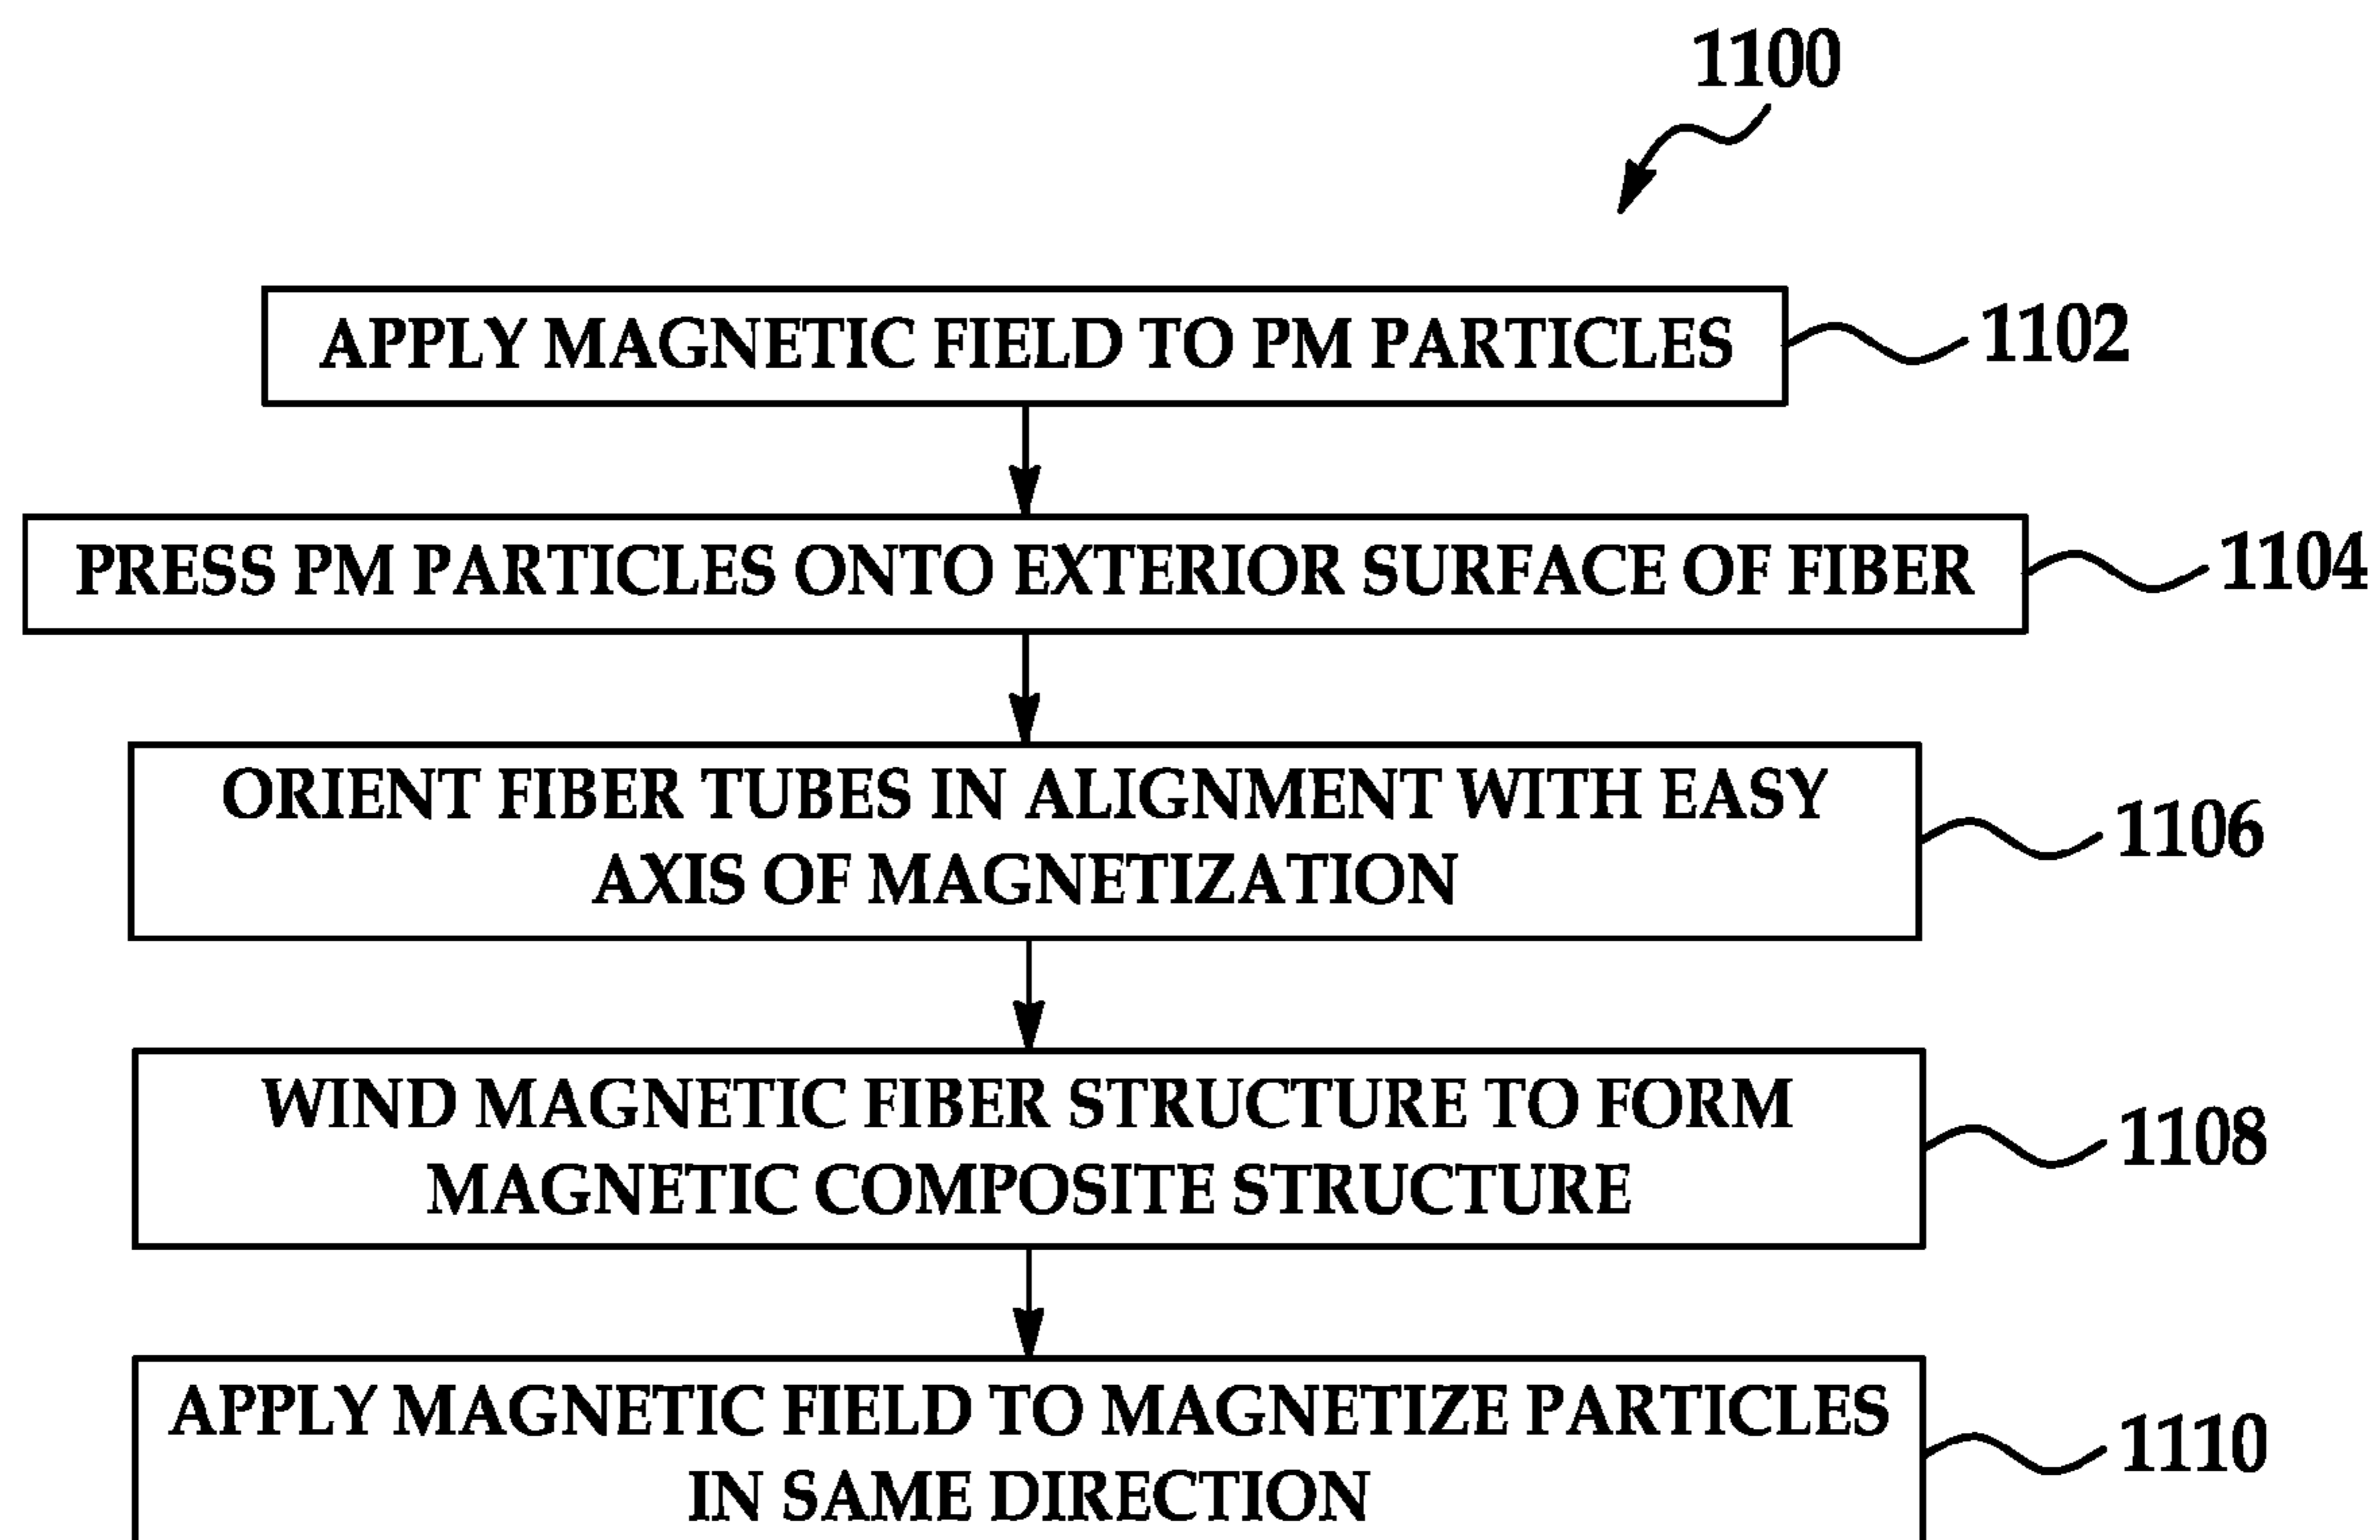 1100
APPLY MAGNETIC FIELD TO PM PARTICLES
1102
PRESS PM PARTICLES ONTO EXTERIOR SURFACE OF FIBER
1104
ORIENT FIBER TUBES IN ALIGNMENT WITH EASY
AXIS OF MAGNETIZATION
1106
WIND MAGNETIC FIBER STRUCTURE TO FORM
MAGNETIC COMPOSITE STRUCTURE
1108
APPLY MAGNETIC FIELD TO MAGNETIZE PARTICLES
IN SAME DIRECTION
1110